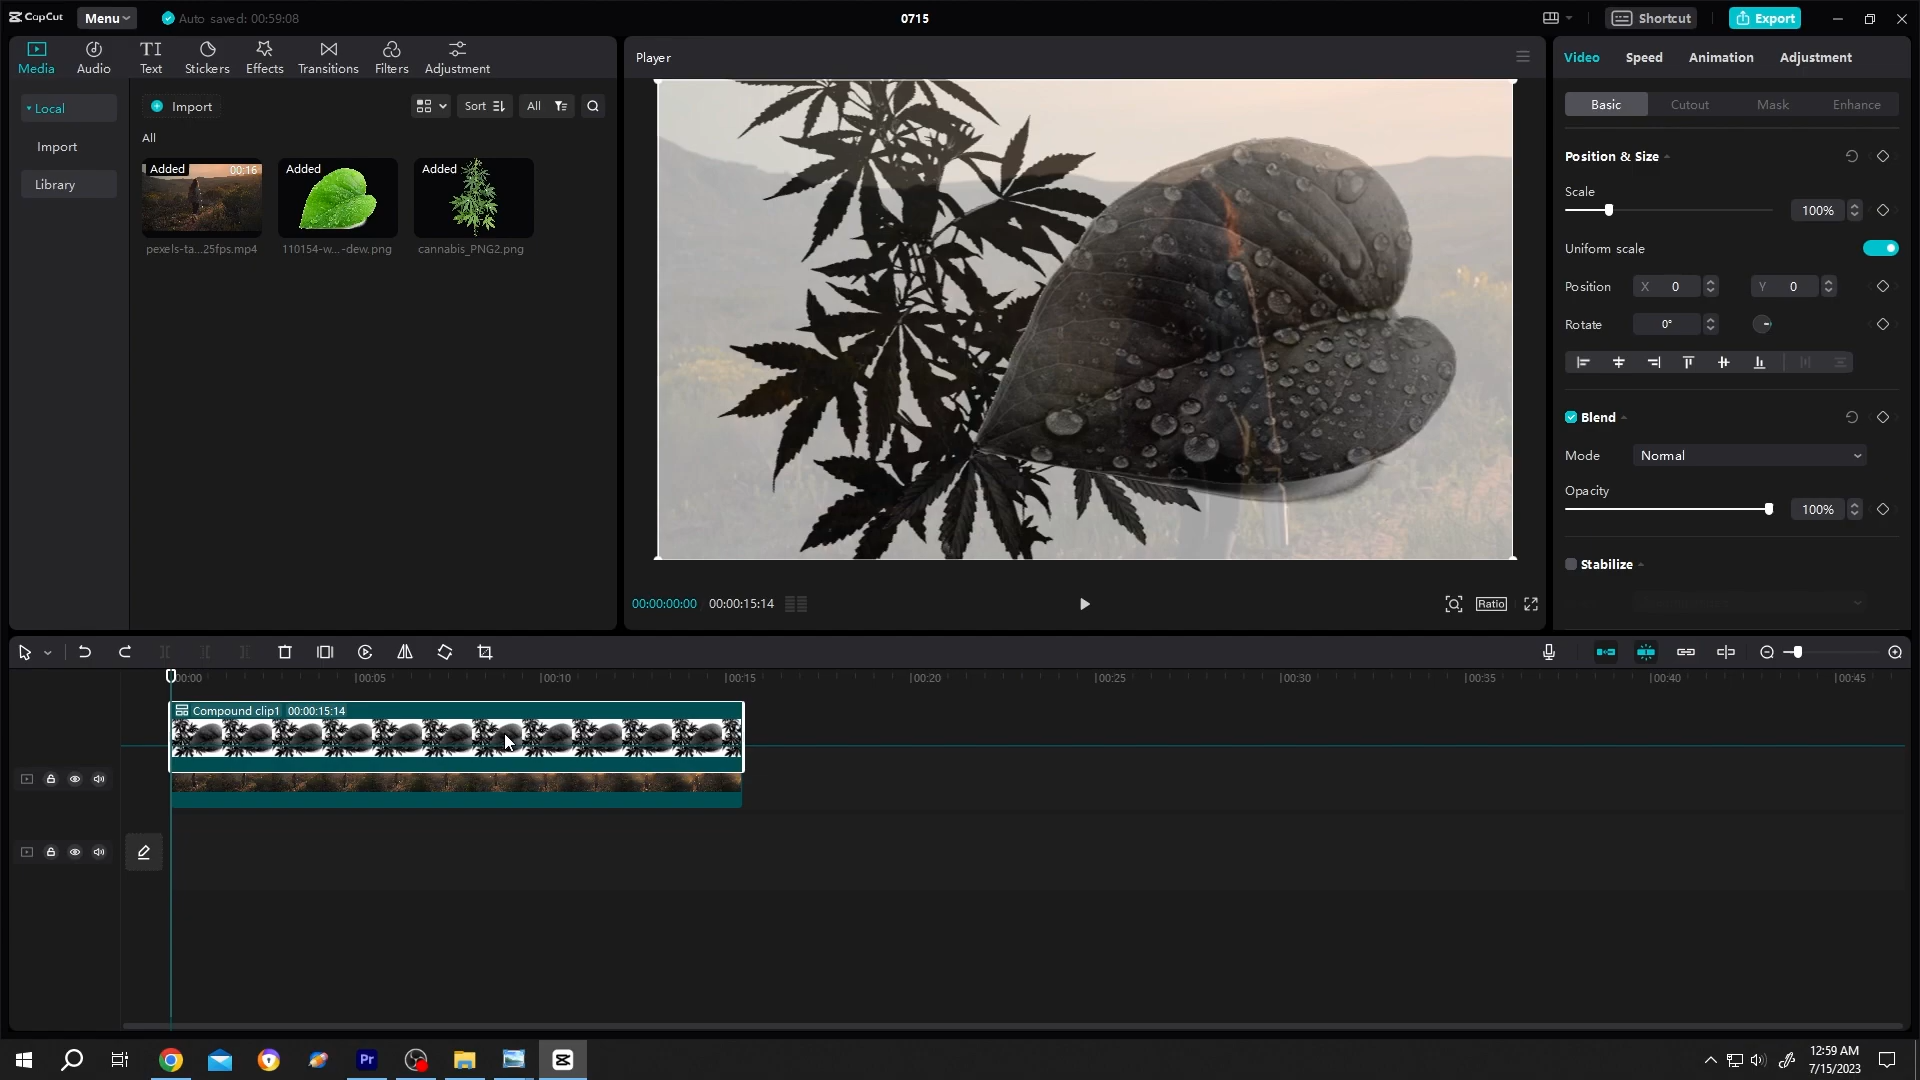 CapCut
Menu
Auto saved: 00:59:08
0715
Shortcut
Export
Media
Audio
Text
Stickers
Effects
Transitions
Filters
Adjustment
Local
Import
Library
Import
Sort
All
All
Added
00:16
Added
Added
pexels-ta...25fps.mp4
110154-w...-dew.png
cannabis_PNG2.png
Player
00:00:00:00
00:00:15:14
Ratio
Video
Speed
Animation
Adjustment
Basic
Cutout
Mask
Enhance
Position & Size
Scale
100%
Uniform scale
Position
X 0
Y 0
Rotate
0°
Blend
Mode
Normal
Opacity
100%
Stabilize
00:00
00:05
00:10
00:15
00:20
00:25
00:30
00:35
00:40
00:45
Compound clip1 00:00:15:14
Pr
12:59 AM
7/15/2023